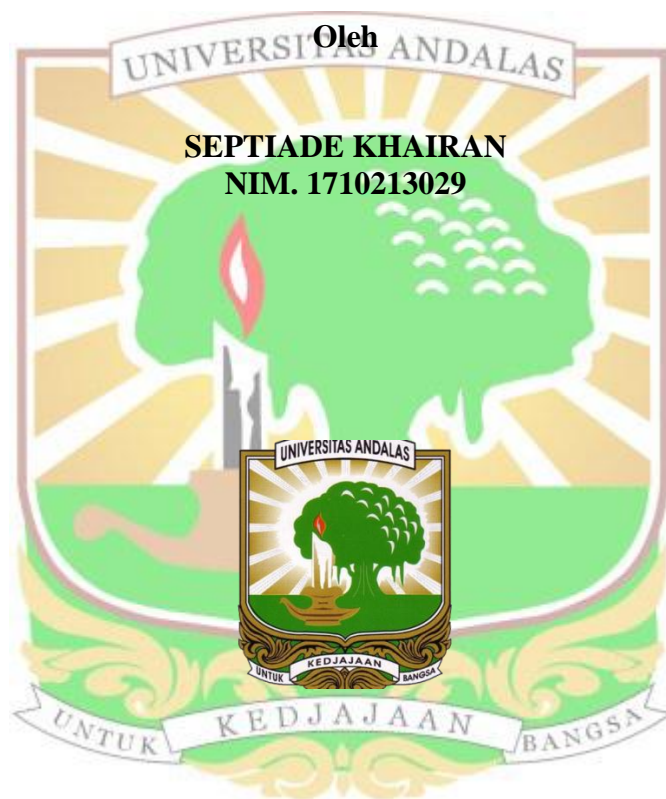 Oleh
UNIVERSITAS ANDALAS
SEPTIADE KHAIRAN
NIM. 1710213029
UNIVERSITAS ANDALAS
UNTUK KEDJAJAAN BANGSA
UNTUK KEDJAJAAN BANGSA